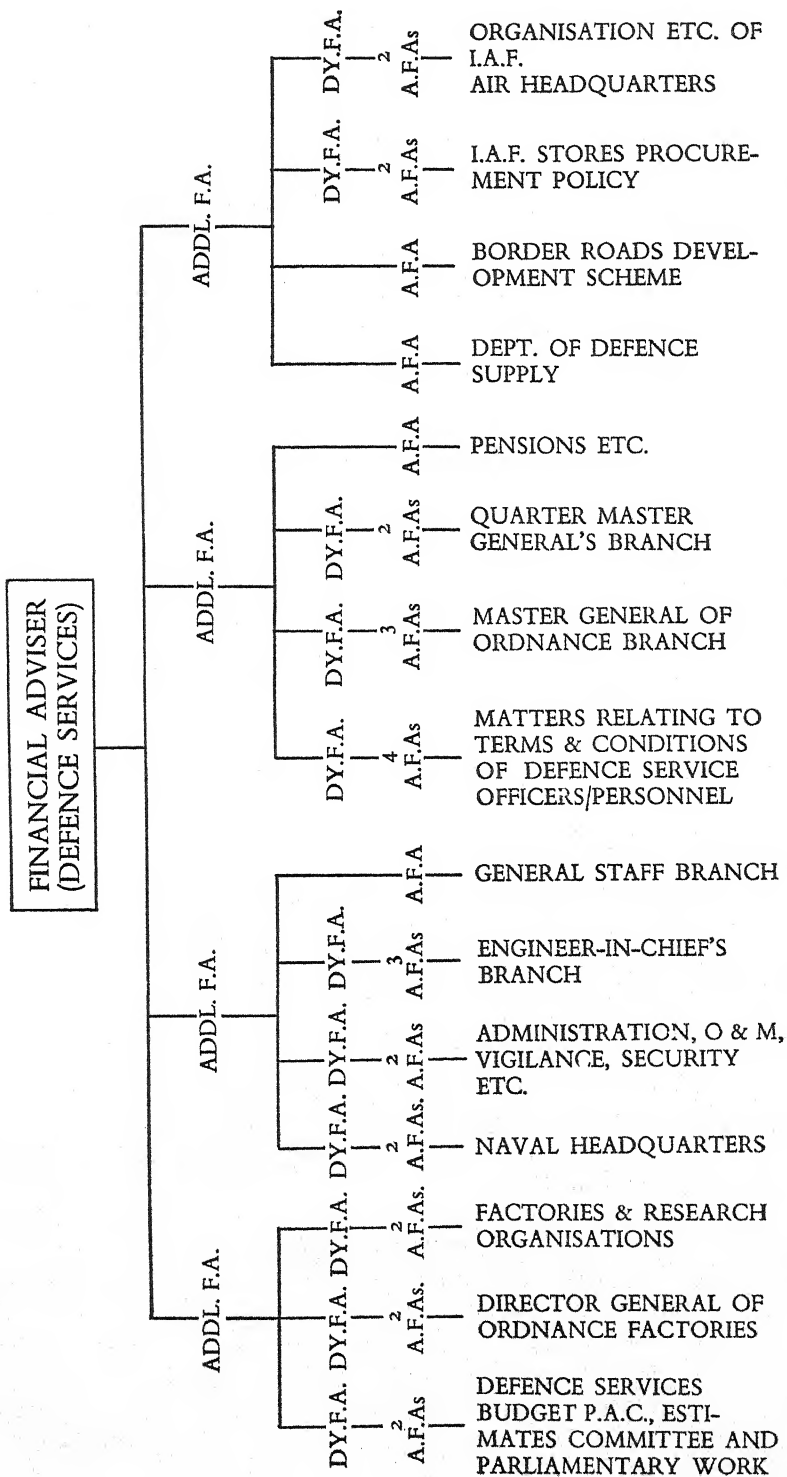 FINANCIAL ADVISER
(DEFENCE SERVICES)
ADDL. F.A.
ADDL. F.A.
ADDL. F.A.
ADDL. F.A.
DY.F.A.
2
A.F.As
ORGANISATION ETC. OF
I.A.F.
AIR HEADQUARTERS
DY.F.A.
2
A.F.As
I.A.F. STORES PROCURE-
MENT POLICY
A.F.A
BORDER ROADS DEVEL-
OPMENT SCHEME
A.F.A
DEPT. OF DEFENCE
SUPPLY
A.F.A
PENSIONS ETC.
DY.F.A.
2
A.F.As
QUARTER MASTER
GENERAL'S BRANCH
DY.F.A.
3
A.F.As
MASTER GENERAL OF
ORDNANCE BRANCH
DY.F.A.
4
A.F.As
MATTERS RELATING TO
TERMS & CONDITIONS
OF DEFENCE SERVICE
OFFICERS/PERSONNEL
A.F.A
GENERAL STAFF BRANCH
DY.F.A.
3
A.F.As
ENGINEER-IN-CHIEF'S
BRANCH
DY.F.A.
2
A.F.As
ADMINISTRATION, O & M,
VIGILANCE, SECURITY
ETC.
DY.F.A.
2
A.F.As.
NAVAL HEADQUARTERS
DY.F.A.
2
A.F.As.
FACTORIES & RESEARCH
ORGANISATIONS
DY.F.A.
2
A.F.As.
DIRECTOR GENERAL OF
ORDNANCE FACTORIES
DY.F.A.
2
A.F.As
DEFENCE SERVICES
BUDGET P.A.C., ESTI-
MATES COMMITTEE AND
PARLIAMENTARY WORK